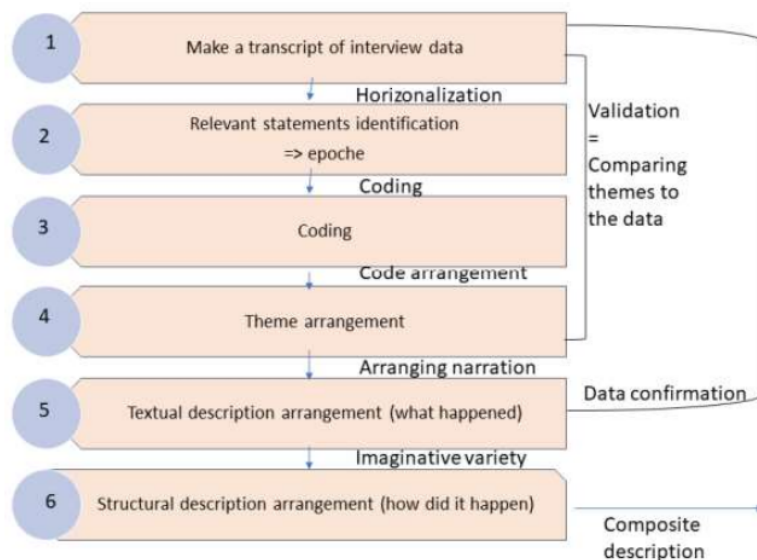 1
Make a transcript of interview data
Horizonalization
2
Relevant statements identification
=> epoche
Coding
3
Coding
Code arrangement
4
Theme arrangement
Arranging narration
5
Textual description arrangement (what happened)
Imaginative variety
6
Structural description arrangement (how did it happen)
Validation
=
Comparing
themes to
the data
Data confirmation
Composite
description